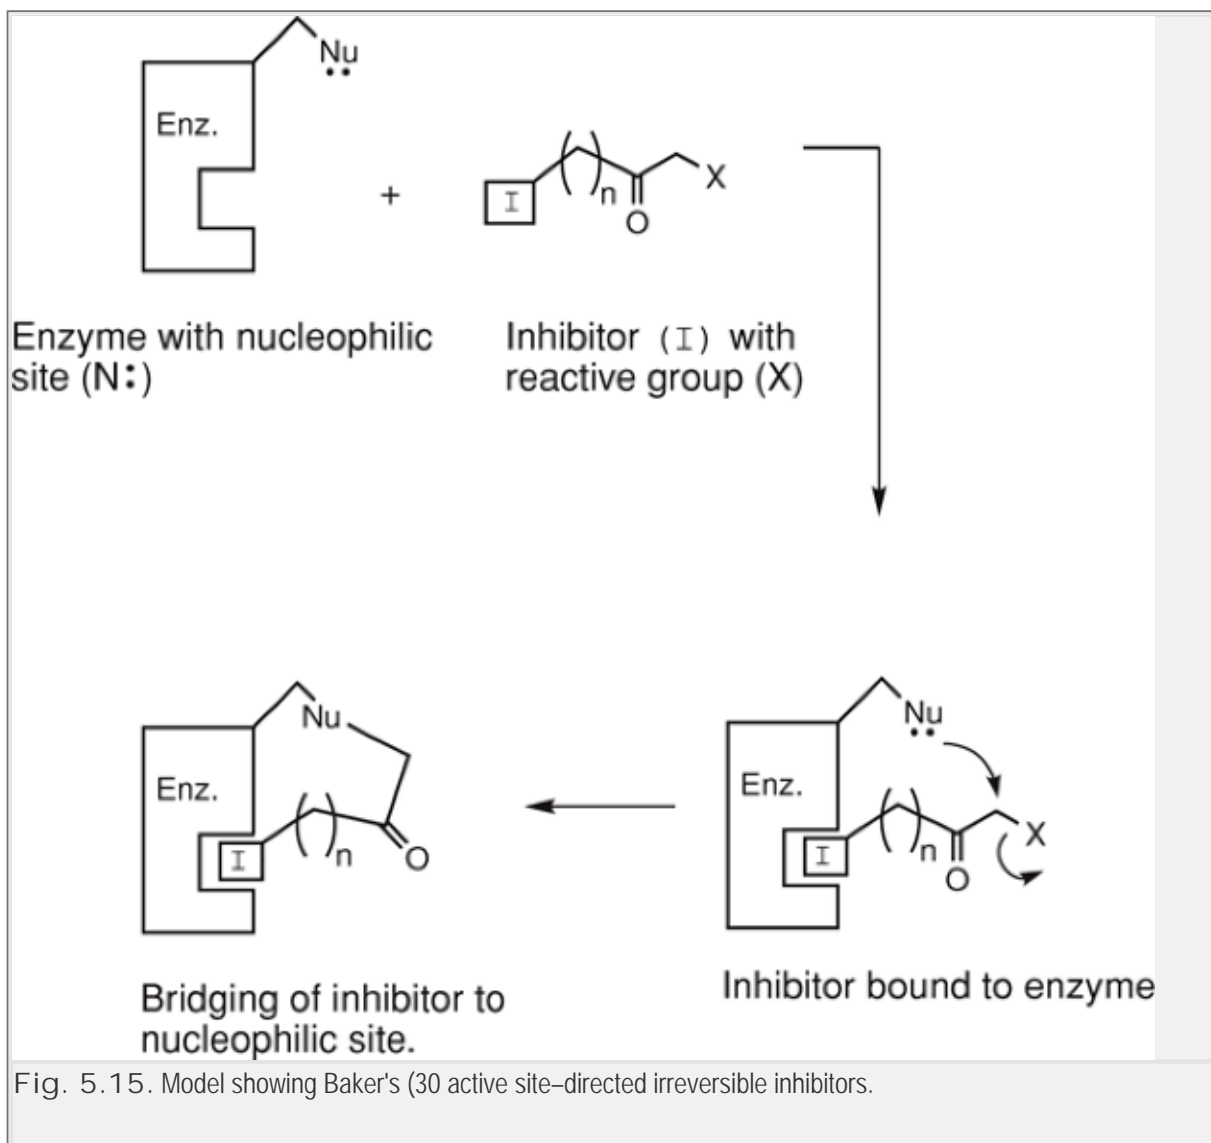 Nu
Enz.
+
I
n
O
X
Enzyme with nucleophilic
site (N:)
Inhibitor (I) with
reactive group (X)
Nu
Enz.
I
n
O
Nu
Enz.
I
n
O
X
Bridging of inhibitor to
nucleophilic site.
Inhibitor bound to enzyme
Fig. 5.15. Model showing Baker's (30 active site–directed irreversible inhibitors.